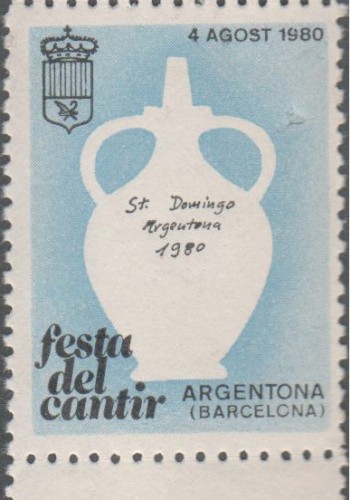 4 AGOST 1980
St. Domingo
Argentona
1980
festa
del
cantir
ARGENTONA
(BARCELONA)